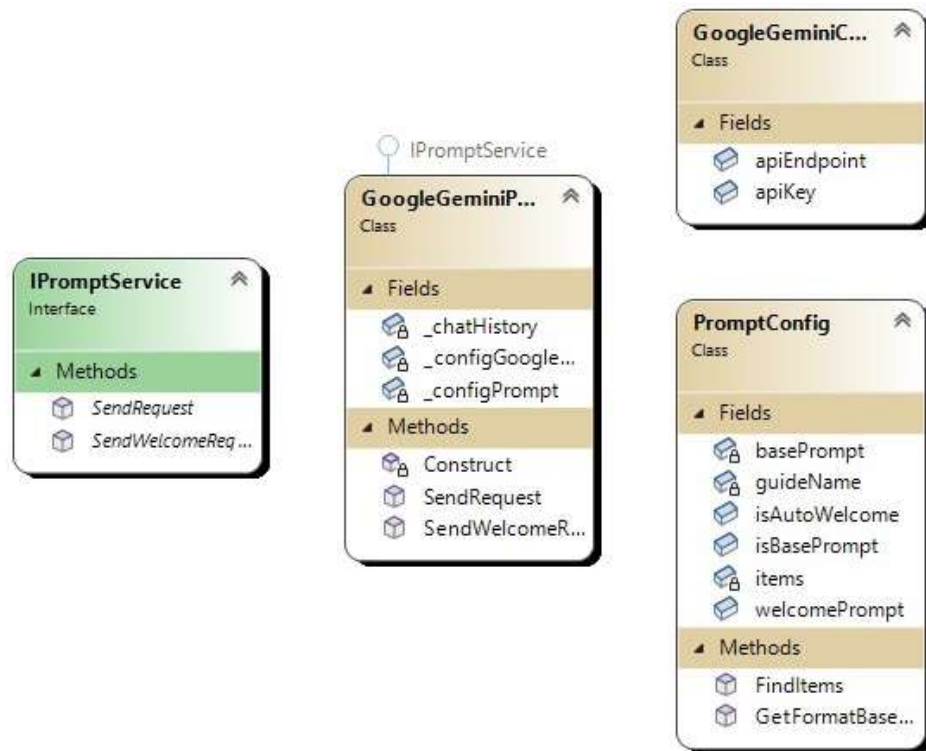 IPromptService
Interface
Methods
SendRequest
SendWelcomeReq...
IPromptService
GoogleGeminiP...
Class
Fields
_chatHistory
_configGoogle...
_configPrompt
Methods
Construct
SendRequest
SendWelcomeR...
GoogleGeminiC...
Class
Fields
apiEndpoint
apiKey
PromptConfig
Class
Fields
basePrompt
guideName
isAutoWelcome
isBasePrompt
items
welcomePrompt
Methods
FindItems
GetFormatBase...